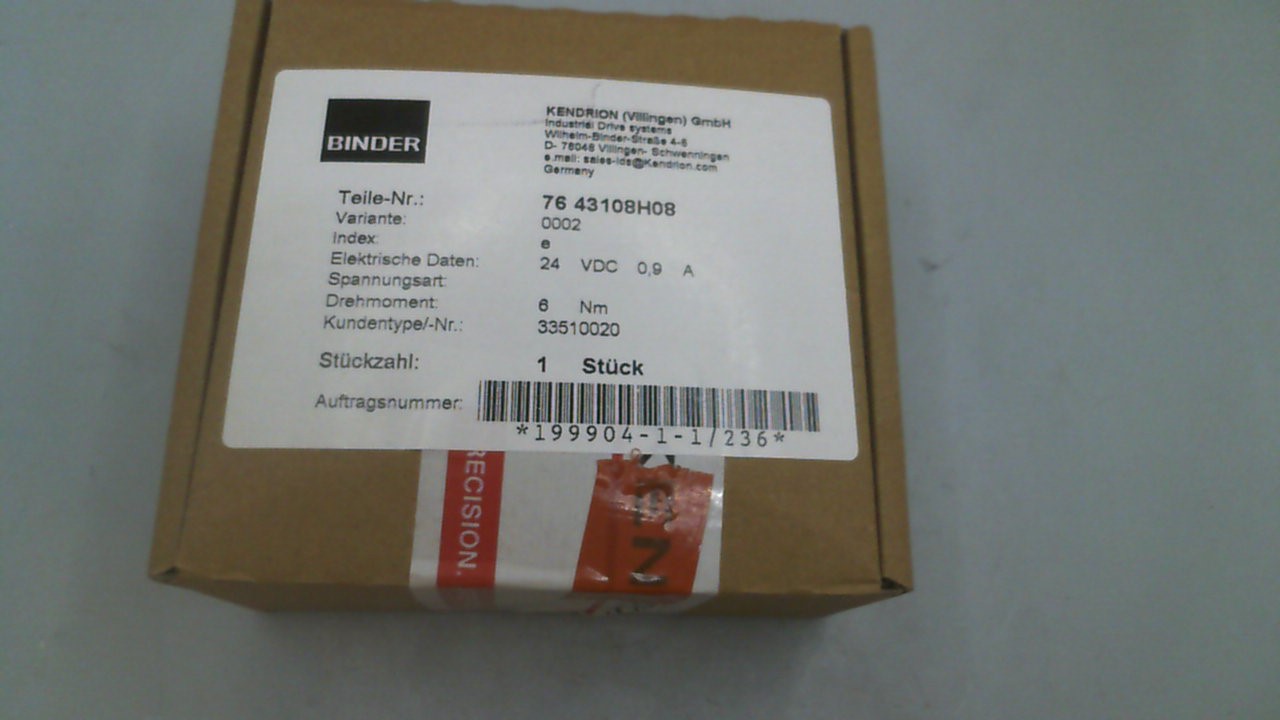 BINDER
KENDRION (Villingen) GmbH
Industrial Drive systems
Wilhelm-Binder-Straße 4-6
D- 78048 Villingen- Schwenningen
e.mail: sales-ids@Kendrion.com
Germany
Teile-Nr.: 76 43108H08
Variante: 0002
Index: e
Elektrische Daten: 24 VDC 0,9 A
Spannungsart:
Drehmoment: 6 Nm
Kundentype/-Nr.: 33510020
Stückzahl: 1 Stück
Auftragsnummer:
*199904-1-1/236*
RECISION.
KEN